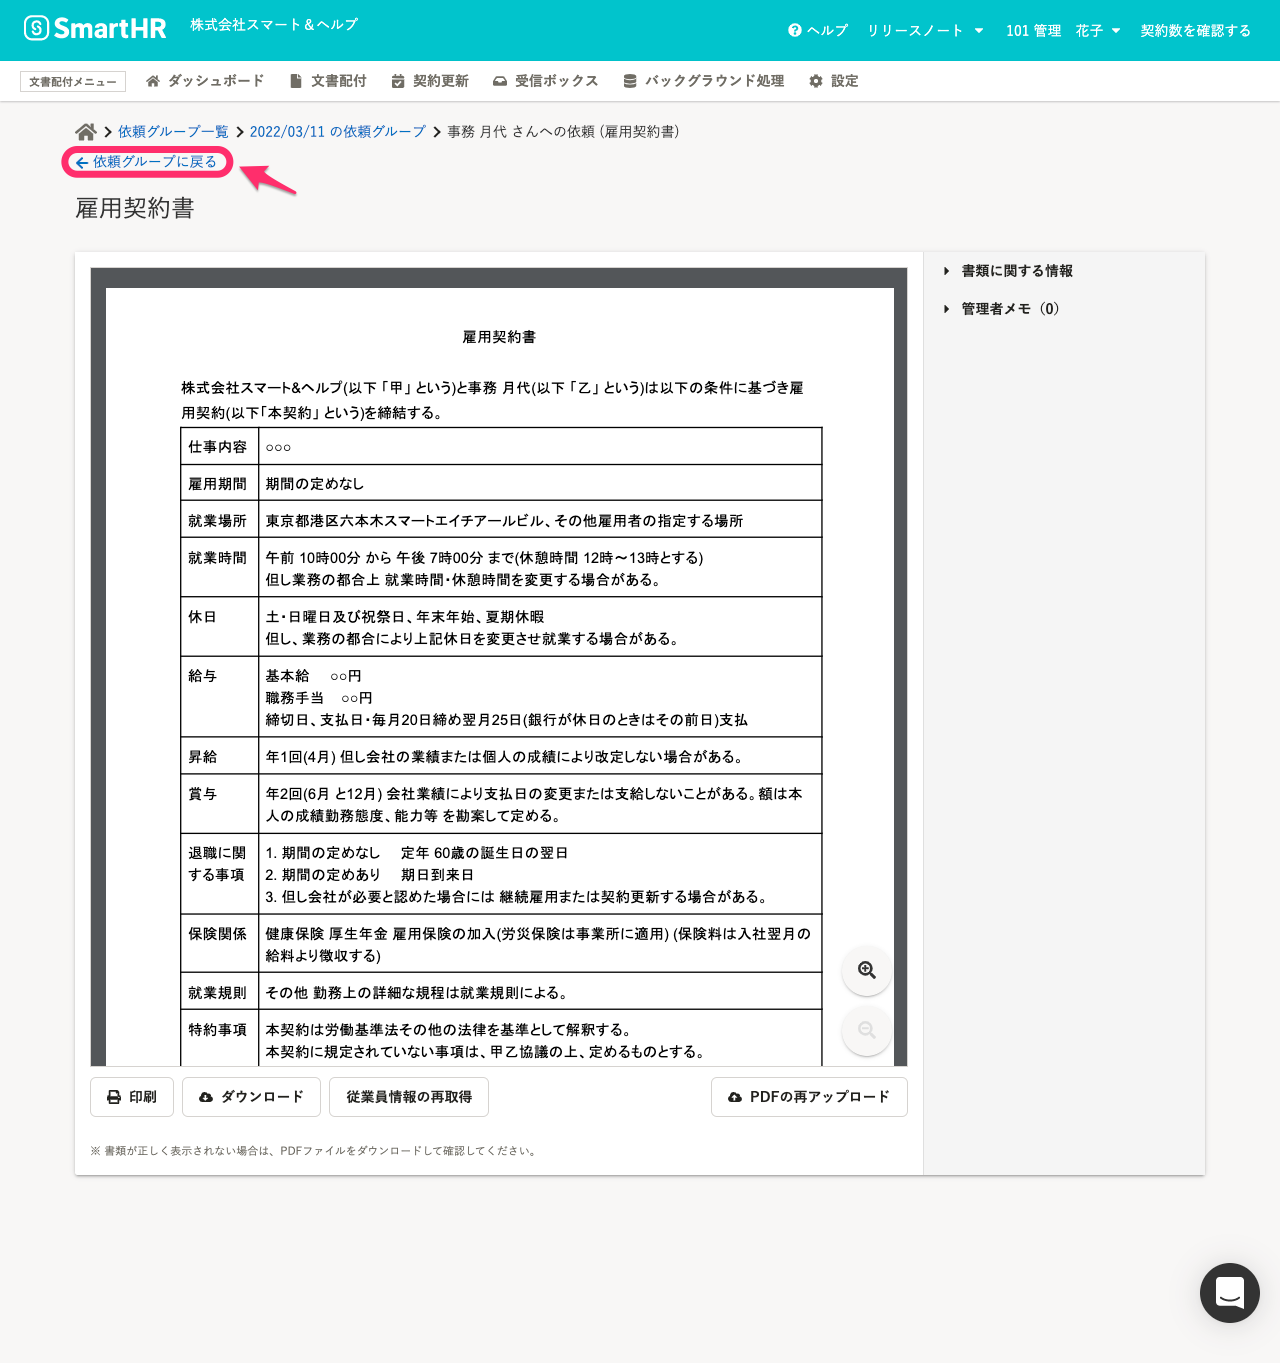 SmartHR 株式会社スマート＆ヘルプ ヘルプ リリースノート 101 管理 花子 契約数を確認する
文書配付メニュー ダッシュボード 文書配付 契約更新 受信ボックス バックグラウンド処理 設定
依頼グループ一覧 2022/03/11 の依頼グループ 事務 月代 さんへの依頼 (雇用契約書)
依頼グループに戻る
雇用契約書
書類に関する情報
管理者メモ（0）
雇用契約書
株式会社スマート&ヘルプ(以下「甲」という)と事務 月代(以下「乙」という)は以下の条件に基づき雇
用契約(以下「本契約」という)を締結する。
仕事内容 ○○○
雇用期間 期間の定めなし
就業場所 東京都港区六本木スマートエイチアールビル、その他雇用者の指定する場所
就業時間 午前 10時00分 から 午後 7時00分 まで(休憩時間 12時〜13時とする)
但し業務の都合上 就業時間・休憩時間を変更する場合がある。
休日 土・日曜日及び祝祭日、年末年始、夏期休暇
但し、業務の都合により上記休日を変更させ就業する場合がある。
給与 基本給 ○○円
職務手当 ○○円
締切日、支払日・毎月20日締め翌月25日(銀行が休日のときはその前日)支払
昇給 年1回(4月) 但し会社の業績または個人の成績により改定しない場合がある。
賞与 年2回(6月 と12月) 会社業績により支払日の変更または支給しないことがある。額は本
人の成績勤務態度、能力等 を勘案して定める。
退職に関 1. 期間の定めなし 定年 60歳の誕生日の翌日
する事項 2. 期間の定めあり 期日到来日
3. 但し会社が必要と認めた場合には 継続雇用または契約更新する場合がある。
保険関係 健康保険 厚生年金 雇用保険の加入(労災保険は事業所に適用) (保険料は入社翌月の
給料より徴収する)
就業規則 その他 勤務上の詳細な規程は就業規則による。
特約事項 本契約は労働基準法その他の法律を基準として解釈する。
本契約に規定されていない事項は、甲乙協議の上、定めるものとする。
印刷 ダウンロード 従業員情報の再取得 PDFの再アップロード
※ 書類が正しく表示されない場合は、PDFファイルをダウンロードして確認してください。